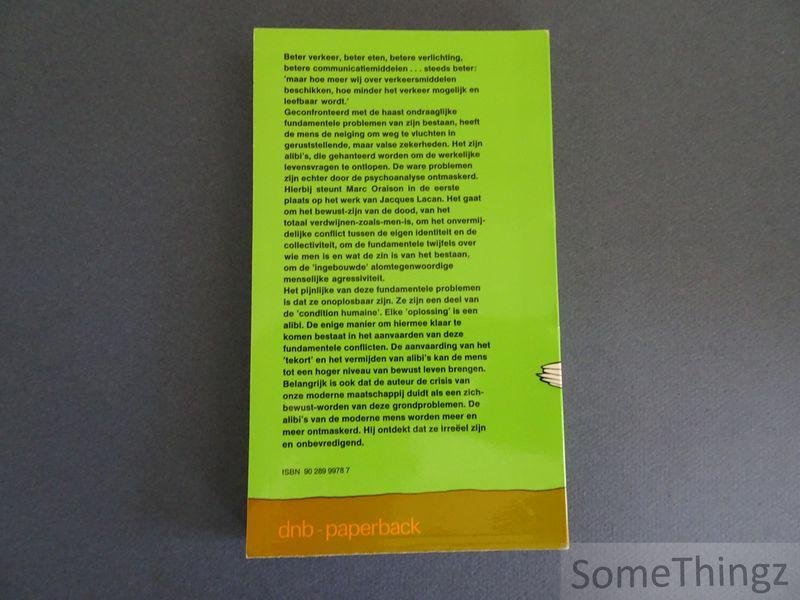 Beter verkeer, beter eten, betere verlichting,
betere communicatiemiddelen . . . steeds beter:
'maar hoe meer wij over verkeersmiddelen
beschikken, hoe minder het verkeer mogelijk en
leefbaar wordt.'
Geconfronteerd met de haast ondraaglijke
fundamentele problemen van zijn bestaan, heeft
de mens de neiging om weg te vluchten in
geruststellende, maar valse zekerheden. Het zijn
alibi's, die gehanteerd worden om de werkelijke
levensvragen te ontlopen. De ware problemen
zijn echter door de psychoanalyse ontmaskerd.
Hierbij steunt Marc Oraison in de eerste
plaats op het werk van Jacques Lacan. Het gaat
om het bewust-zijn van de dood, van het
totaal verdwijnen-zoals-men-is, om het onvermij-
delijke conflict tussen de eigen identiteit en de
collectiviteit, om de fundamentele twijfels over
wie men is en wat de zin is van het bestaan,
om de 'ingebouwde' alomtegenwoordige
menselijke agressiviteit.
Het pijnlijke van deze fundamentele problemen
is dat ze onoplosbaar zijn. Ze zijn een deel van
de 'condition humaine'. Elke 'oplossing' is een
alibi. De enige manier om hiermee klaar te
komen bestaat in het aanvaarden van deze
fundamentele conflicten. De aanvaarding van het
'tekort' en het vermijden van alibi's kan de mens
tot een hoger niveau van bewust leven brengen.
Belangrijk is ook dat de auteur de crisis van
onze moderne maatschappij duidt als een zich-
bewust-worden van deze grondproblemen. De
alibi's van de moderne mens worden meer en
meer ontmaskerd. Hij ontdekt dat ze irreëel zijn
en onbevredigend.
ISBN 90 289 9978 7
dnb - paperback
SomeThingz